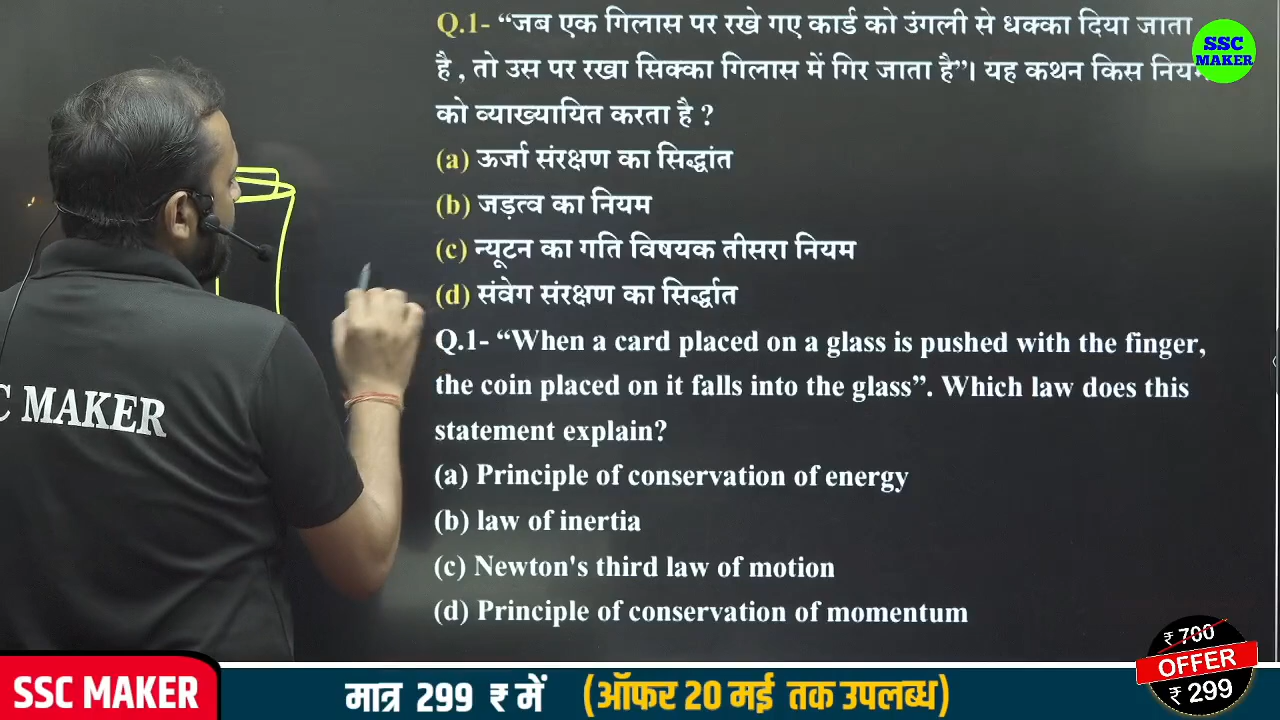 Q.1- “जब एक गिलास पर रखे गए कार्ड को उंगली से धक्का दिया जाता
है , तो उस पर रखा सिक्का गिलास में गिर जाता है”। यह कथन किस नियम
को व्याख्यायित करता है ?
(a) ऊर्जा संरक्षण का सिद्धांत
(b) जड़त्व का नियम
(c) न्यूटन का गति विषयक तीसरा नियम
(d) संवेग संरक्षण का सिर्द्धात
Q.1- “When a card placed on a glass is pushed with the finger,
the coin placed on it falls into the glass”. Which law does this
statement explain?
(a) Principle of conservation of energy
(b) law of inertia
(c) Newton's third law of motion
(d) Principle of conservation of momentum
SSC
MAKER
C MAKER
SSC MAKER
मात्र 299 ₹ में (ऑफर 20 मई तक उपलब्ध)
₹ 700
OFFER
₹ 299